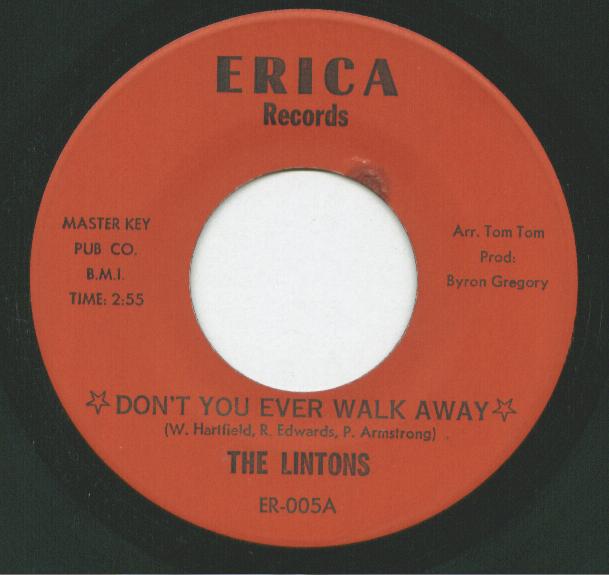 ERICA
Records
MASTER KEY
PUB CO.
B.M.I.
TIME: 2:55
Arr. Tom Tom
Prod:
Byron Gregory
☆DON'T YOU EVER WALK AWAY☆
(W. Hartfield, R. Edwards, P. Armstrong)
THE LINTONS
ER-005A